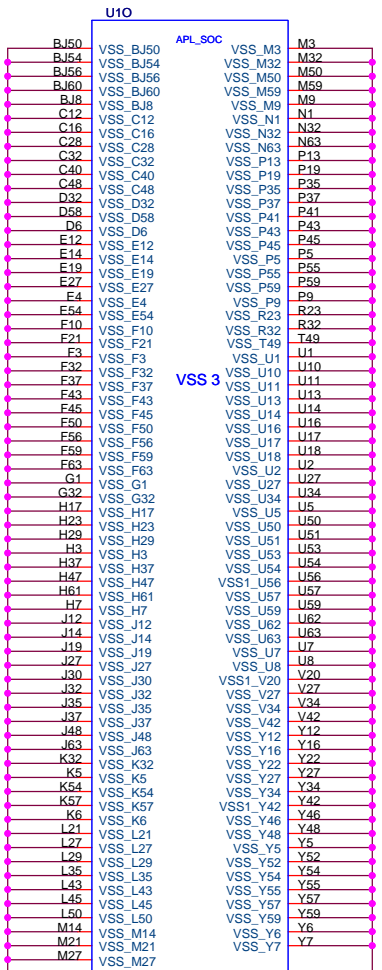 U1O
APL_SOC
VSS 3
BJ50 VSS_BJ50
BJ54 VSS_BJ54
BJ56 VSS_BJ56
BJ60 VSS_BJ60
BJ8 VSS_BJ8
C12 VSS_C12
C16 VSS_C16
C28 VSS_C28
C32 VSS_C32
C40 VSS_C40
C48 VSS_C48
D32 VSS_D32
D58 VSS_D58
D6 VSS_D6
E12 VSS_E12
E14 VSS_E14
E19 VSS_E19
E27 VSS_E27
E4 VSS_E4
E54 VSS_E54
F10 VSS_F10
F21 VSS_F21
F3 VSS_F3
F32 VSS_F32
F37 VSS_F37
F43 VSS_F43
F45 VSS_F45
F50 VSS_F50
F56 VSS_F56
F59 VSS_F59
F63 VSS_F63
G1 VSS_G1
G32 VSS_G32
H17 VSS_H17
H23 VSS_H23
H29 VSS_H29
H3 VSS_H3
H37 VSS_H37
H47 VSS_H47
H61 VSS_H61
H7 VSS_H7
J12 VSS_J12
J14 VSS_J14
J19 VSS_J19
J27 VSS_J27
J30 VSS_J30
J32 VSS_J32
J35 VSS_J35
J37 VSS_J37
J48 VSS_J48
J63 VSS_J63
K32 VSS_K32
K5 VSS_K5
K54 VSS_K54
K57 VSS_K57
K6 VSS_K6
L21 VSS_L21
L27 VSS_L27
L29 VSS_L29
L35 VSS_L35
L43 VSS_L43
L45 VSS_L45
L50 VSS_L50
M14 VSS_M14
M21 VSS_M21
M27 VSS_M27
VSS_M3 M3
VSS_M32 M32
VSS_M50 M50
VSS_M59 M59
VSS_M9 M9
VSS_N1 N1
VSS_N32 N32
VSS_N63 N63
VSS_P13 P13
VSS_P19 P19
VSS_P35 P35
VSS_P37 P37
VSS_P41 P41
VSS_P43 P43
VSS_P45 P45
VSS_P5 P5
VSS_P55 P55
VSS_P59 P59
VSS_P9 P9
VSS_R23 R23
VSS_R32 R32
VSS_T49 T49
VSS_U1 U1
VSS_U10 U10
VSS_U11 U11
VSS_U13 U13
VSS_U14 U14
VSS_U16 U16
VSS_U17 U17
VSS_U18 U18
VSS_U2 U2
VSS_U27 U27
VSS_U34 U34
VSS_U5 U5
VSS_U50 U50
VSS_U51 U51
VSS_U53 U53
VSS_U54 U54
VSS1_U56 U56
VSS_U57 U57
VSS_U59 U59
VSS_U62 U62
VSS_U63 U63
VSS_U7 U7
VSS_U8 U8
VSS1_V20 V20
VSS_V27 V27
VSS_V34 V34
VSS_V42 V42
VSS_Y12 Y12
VSS_Y16 Y16
VSS_Y22 Y22
VSS_Y27 Y27
VSS_Y34 Y34
VSS1_Y42 Y42
VSS_Y46 Y46
VSS_Y48 Y48
VSS_Y5 Y5
VSS_Y52 Y52
VSS_Y54 Y54
VSS_Y55 Y55
VSS_Y57 Y57
VSS_Y59 Y59
VSS_Y6 Y6
VSS_Y7 Y7